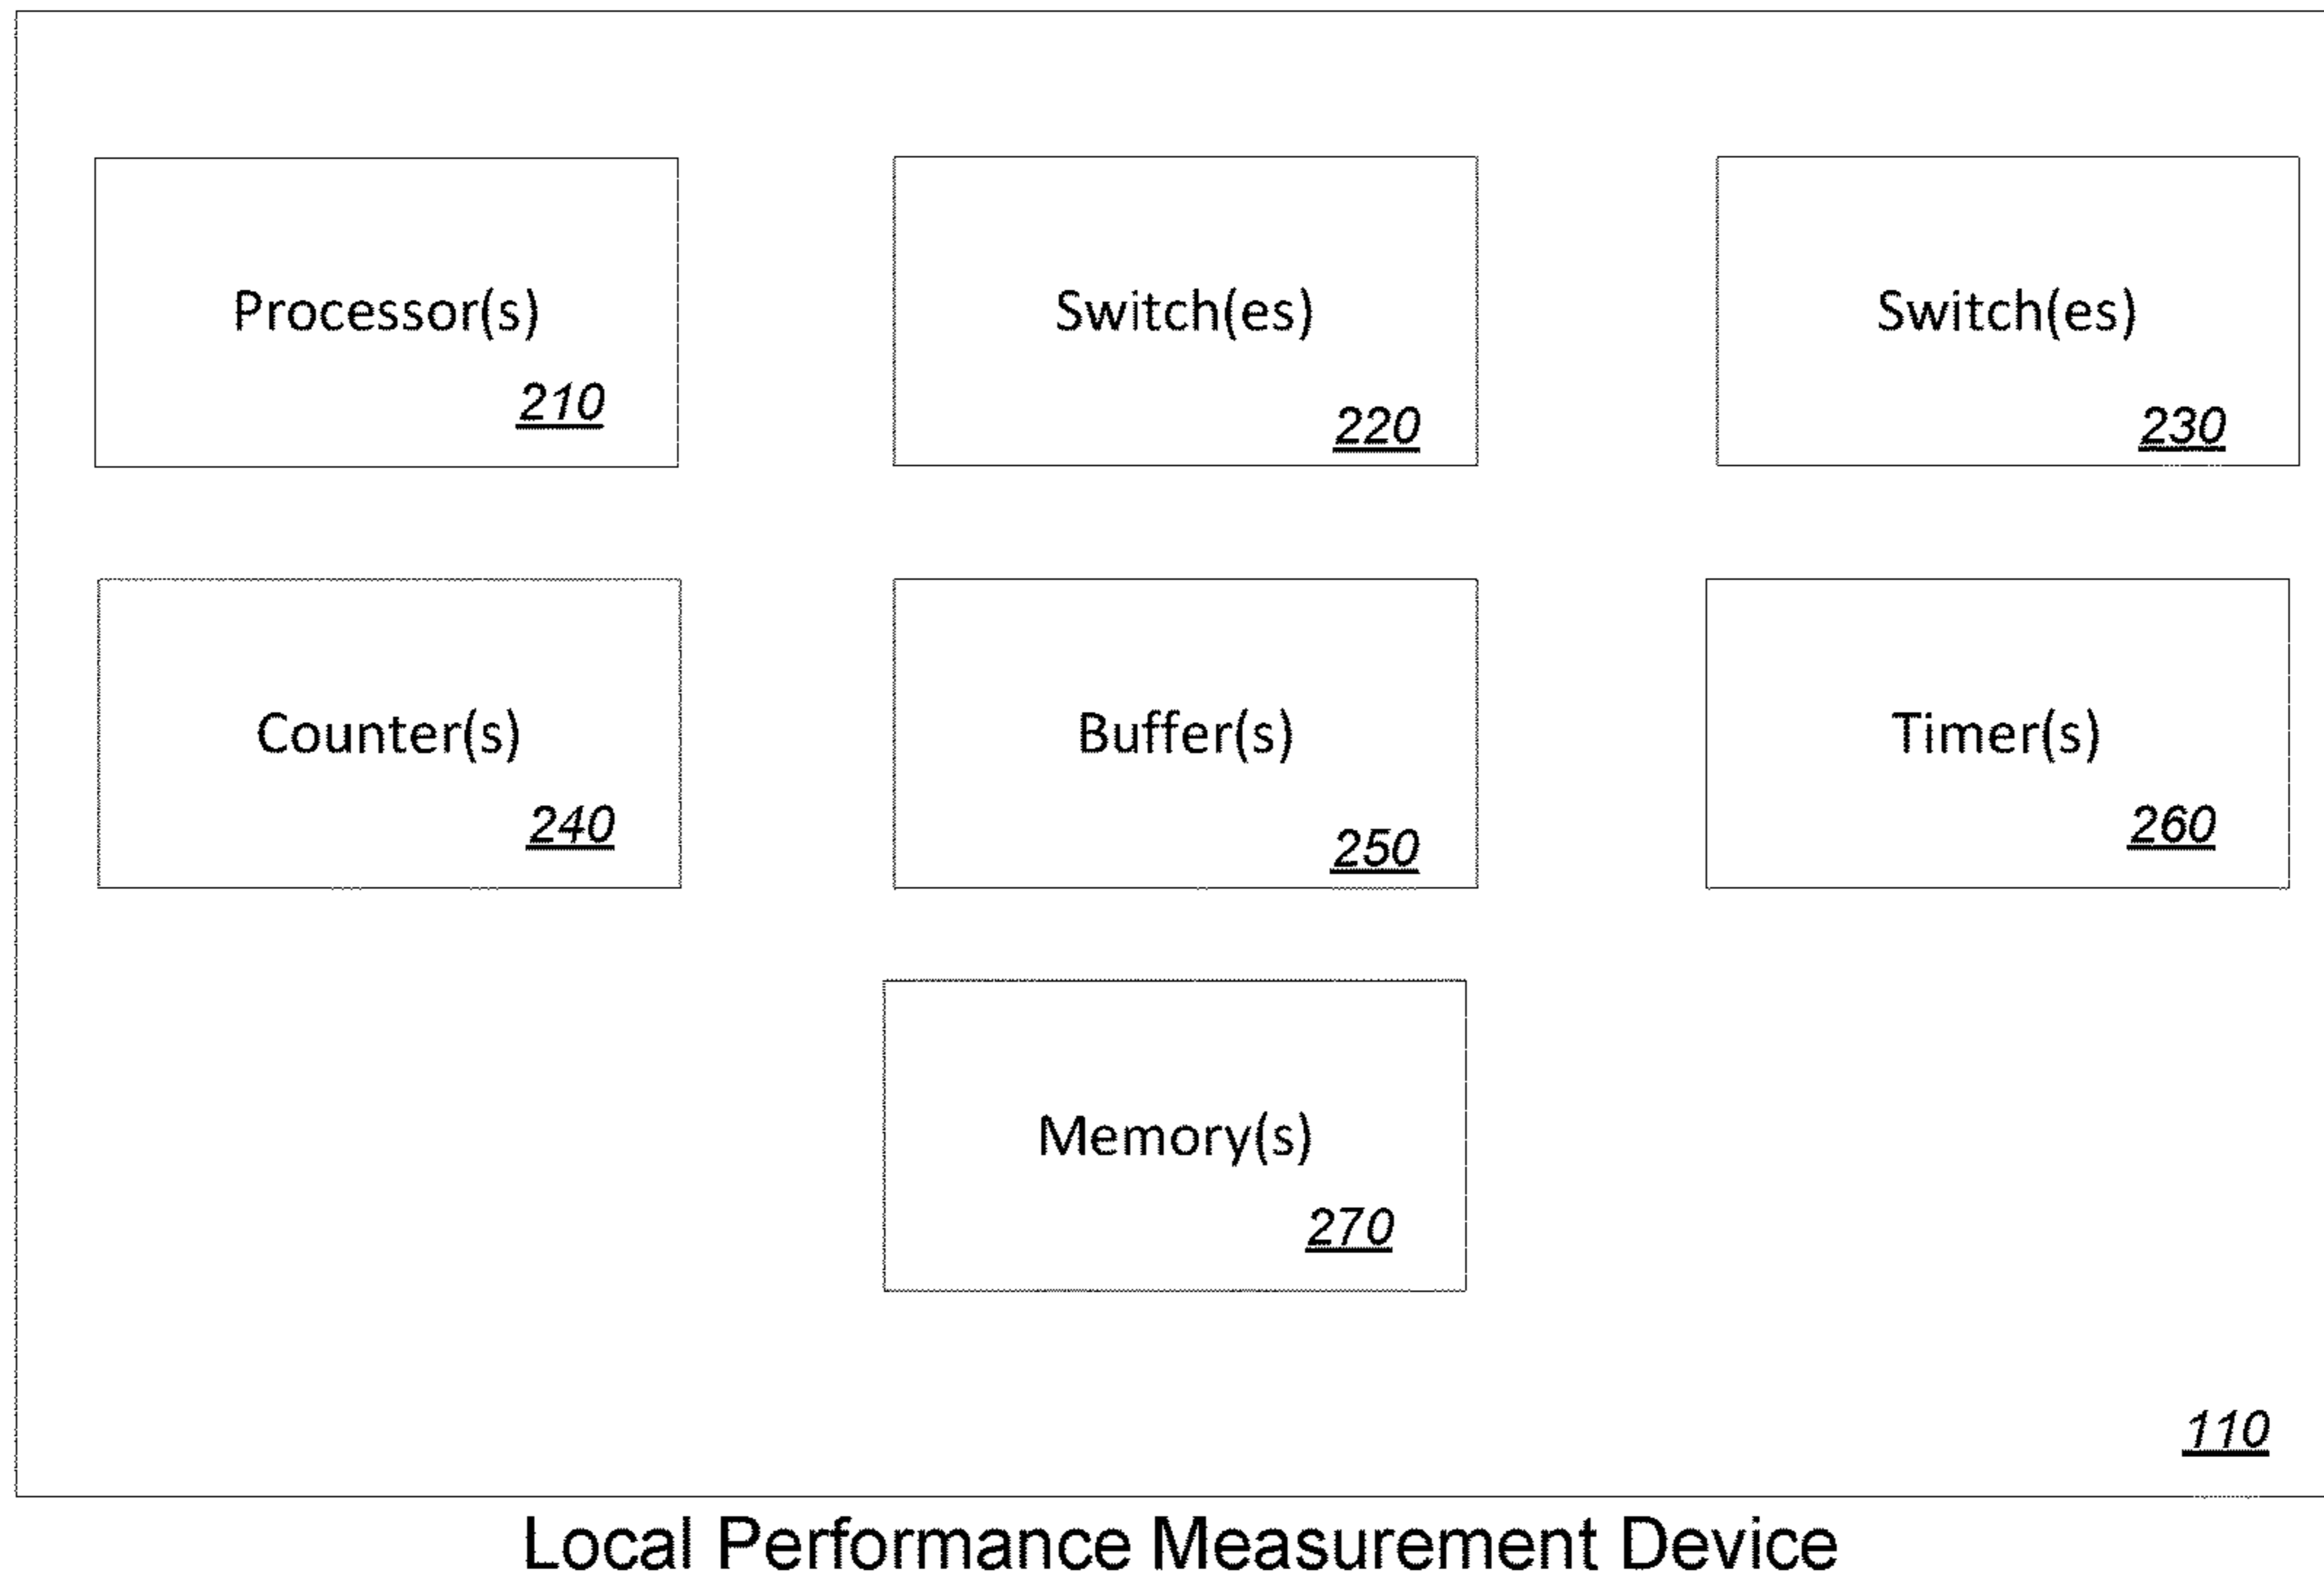 Processor(s)
210
Switch(es)
220
Switch(es)
230
Counter(s)
240
Buffer(s)
250
Timer(s)
260
Memory(s)
270
110
Local Performance Measurement Device